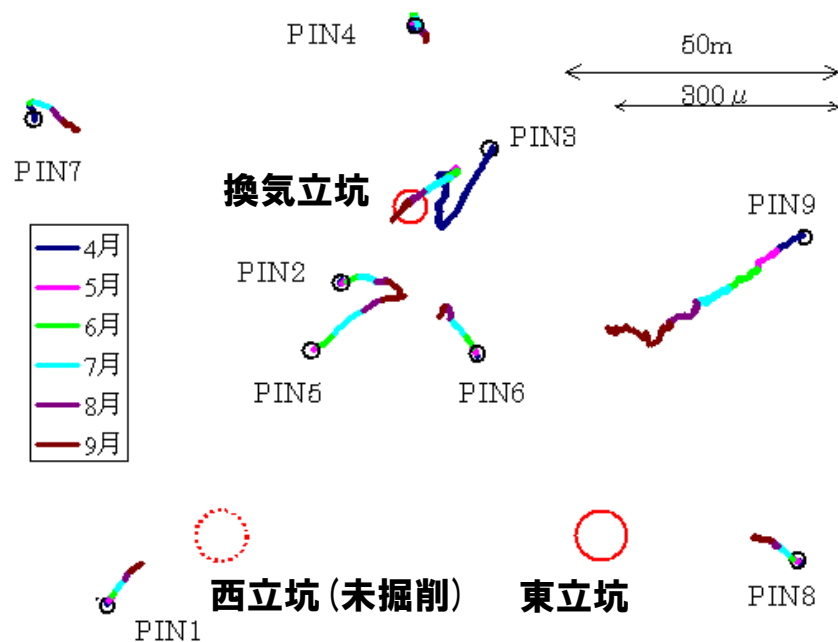 PIN4
50m
300μ
PIN3
PIN7
換気立坑
PIN9
4月
5月
6月
7月
8月
9月
PIN2
PIN5
PIN6
西立坑(未掘削)
東立坑
PIN8
PIN1